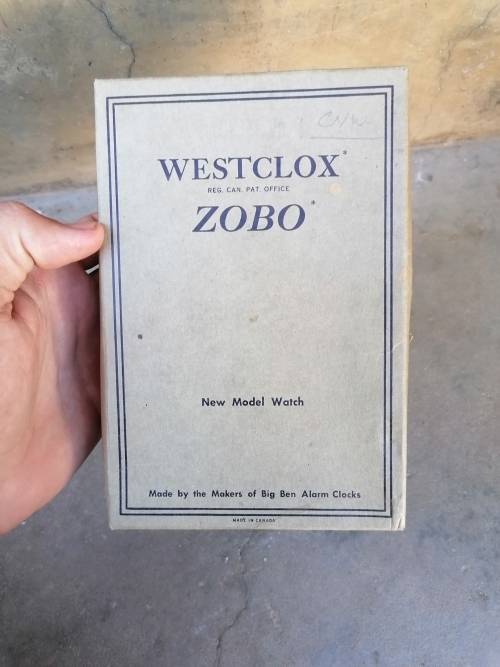 WESTCLOX*
REG. CAN. PAT. OFFICE
ZOBO*
New Model Watch
Made by the Makers of Big Ben Alarm Clocks
MADE IN CANADA